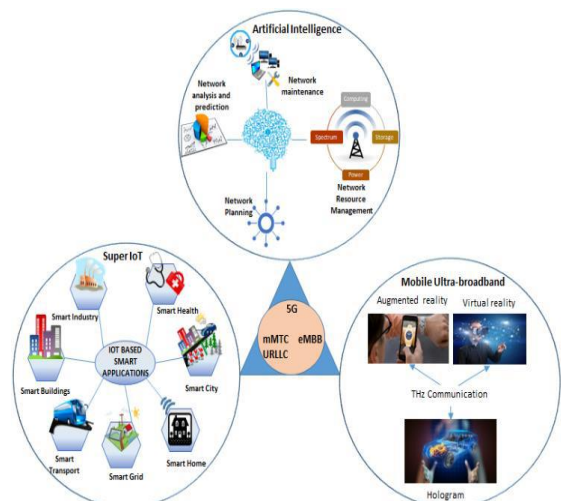 Artificial Intelligence
Network
analysis and
prediction
Network
maintenance
Computing
Spectrum
Storage
Power
Network
Resource
Management
Network
Planning
Super IoT
Smart Industry
Smart Health
IOT BASED
SMART
APPLICATIONS
Smart Buildings
Smart City
Smart
Transport
Smart Grid
Smart Home
5G
mMTC eMBB
URLLC
Mobile Ultra-broadband
Augmented reality
Virtual reality
THz Communication
Hologram